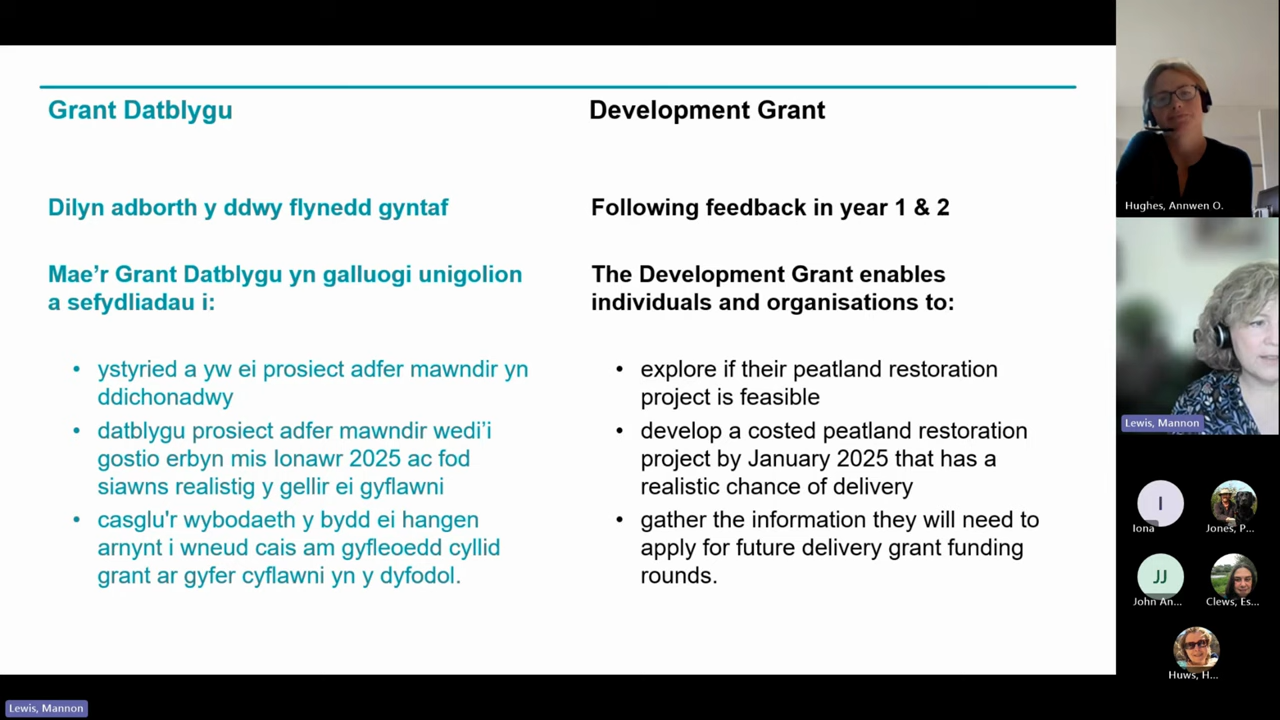 Grant Datblygu
Dilyn adborth y ddwy flynedd gyntaf
Mae’r Grant Datblygu yn galluogi unigolion
a sefydliadau i:
• ystyried a yw ei prosiect adfer mawndir yn
ddichonadwy
• datblygu prosiect adfer mawndir wedi’i
gostio erbyn mis Ionawr 2025 ac fod
siawns realistig y gellir ei gyflawni
• casglu'r wybodaeth y bydd ei hangen
arnynt i wneud cais am gyfleoedd cyllid
grant ar gyfer cyflawni yn y dyfodol.
Development Grant
Following feedback in year 1 & 2
The Development Grant enables
individuals and organisations to:
• explore if their peatland restoration
project is feasible
• develop a costed peatland restoration
project by January 2025 that has a
realistic chance of delivery
• gather the information they will need to
apply for future delivery grant funding
rounds.
Hughes, Annwen O.
Lewis, Mannon
I
Iona
Jones, P...
JJ
John An...
Clews, Es...
Huws, H...
Lewis, Mannon